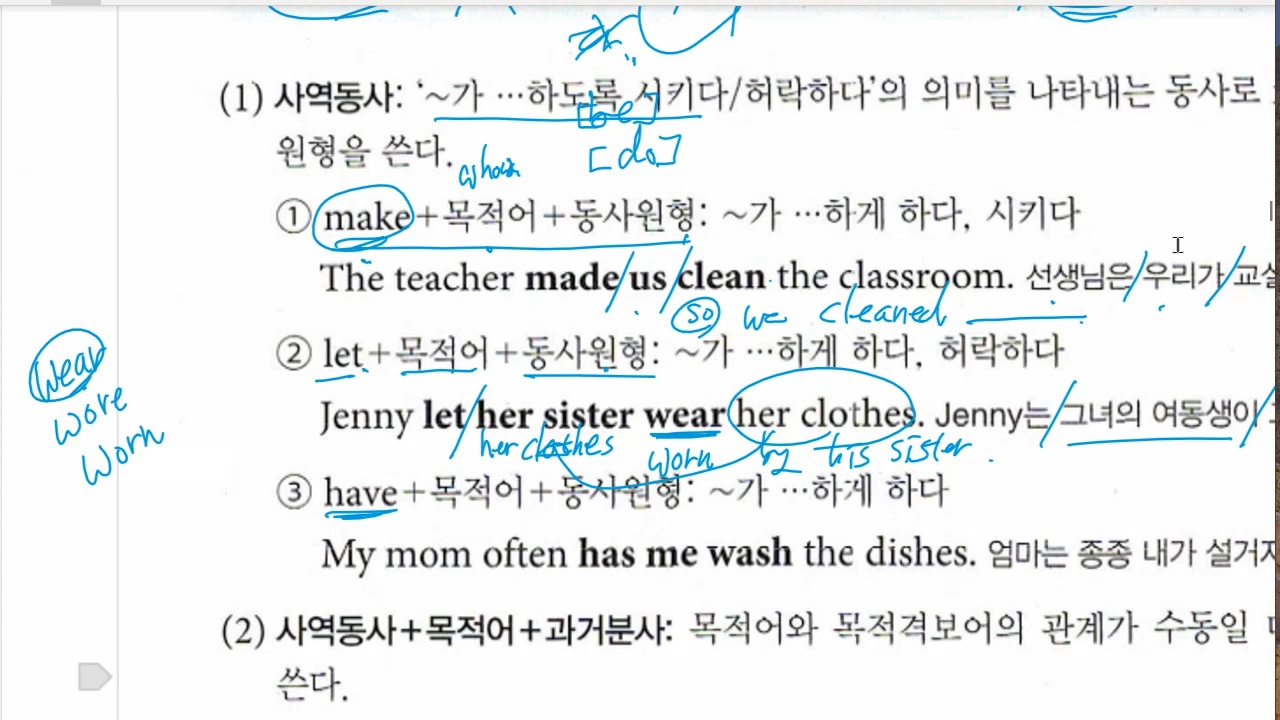 (1) 사역동사: '~가 …하도록 시키다/허락하다'의 의미를 나타내는 동사로
[be]
원형을 쓴다. [do]
① make+목적어+동사원형: ~가 …하게 하다, 시키다
The teacher made/us/clean the classroom. 선생님은/우리가/교실
so we cleaned
② let+목적어+동사원형: ~가 …하게 하다, 허락하다
wear
wore
worn
Jenny let/her sister wear her clothes. Jenny는/그녀의 여동생이/
her clothes worn by his sister.
③ have+목적어+동사원형: ~가 …하게 하다
My mom often has me wash the dishes. 엄마는 종종 내가 설거지
(2) 사역동사+목적어+과거분사: 목적어와 목적격보어의 관계가 수동일
쓴다.